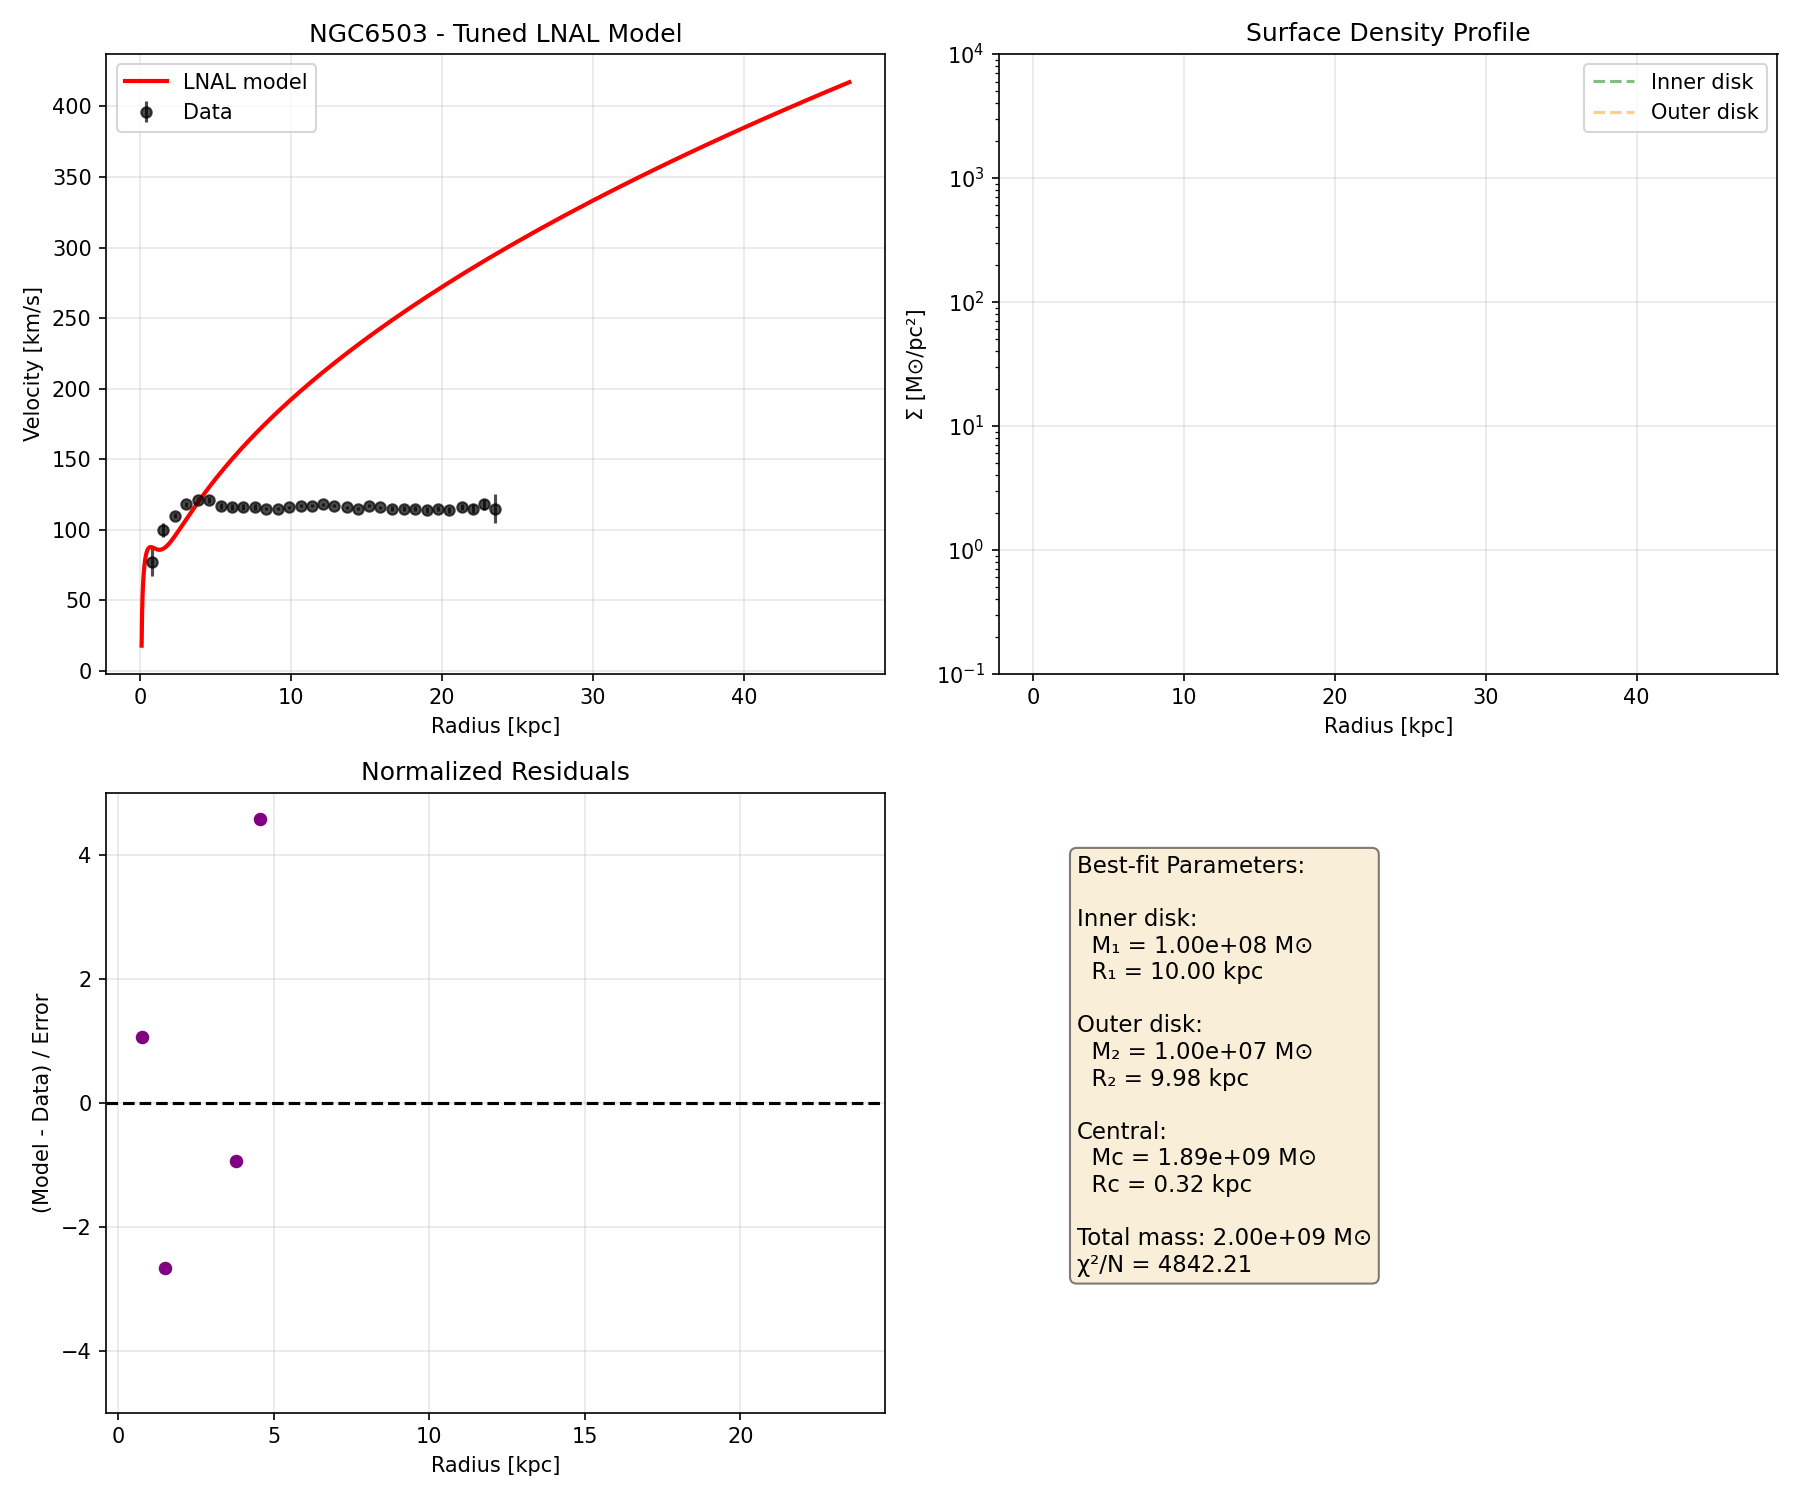 NGC6503 - Tuned LNAL Model
LNAL model
Data
Velocity [km/s]
400
350
300
250
200
150
100
50
0
0 10 20 30 40
Radius [kpc]
Surface Density Profile
Inner disk
Outer disk
Σ [M⊙/pc²]
10⁴
10³
10²
10¹
10⁰
10⁻¹
0 10 20 30 40
Radius [kpc]
Normalized Residuals
(Model - Data) / Error
4
2
0
−2
−4
0 5 10 15 20
Radius [kpc]
Best-fit Parameters:
Inner disk:
M₁ = 1.00e+08 M⊙
R₁ = 10.00 kpc
Outer disk:
M₂ = 1.00e+07 M⊙
R₂ = 9.98 kpc
Central:
Mc = 1.89e+09 M⊙
Rc = 0.32 kpc
Total mass: 2.00e+09 M⊙
χ²/N = 4842.21